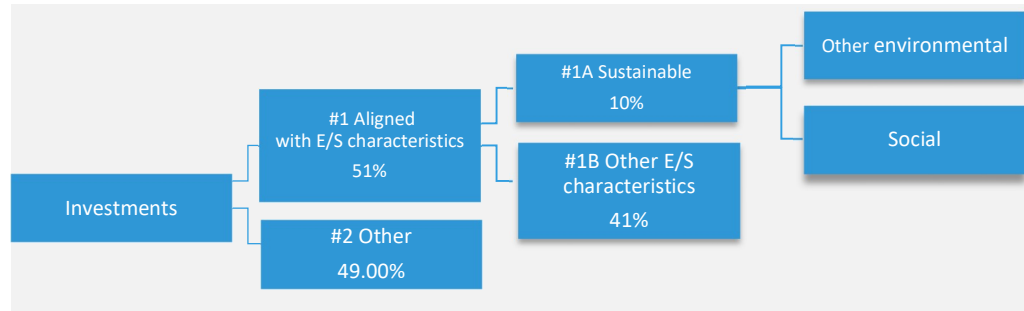 Investments
#1 Aligned
with E/S characteristics
51%
#2 Other
49.00%
#1A Sustainable
10%
#1B Other E/S
characteristics
41%
Other environmental
Social